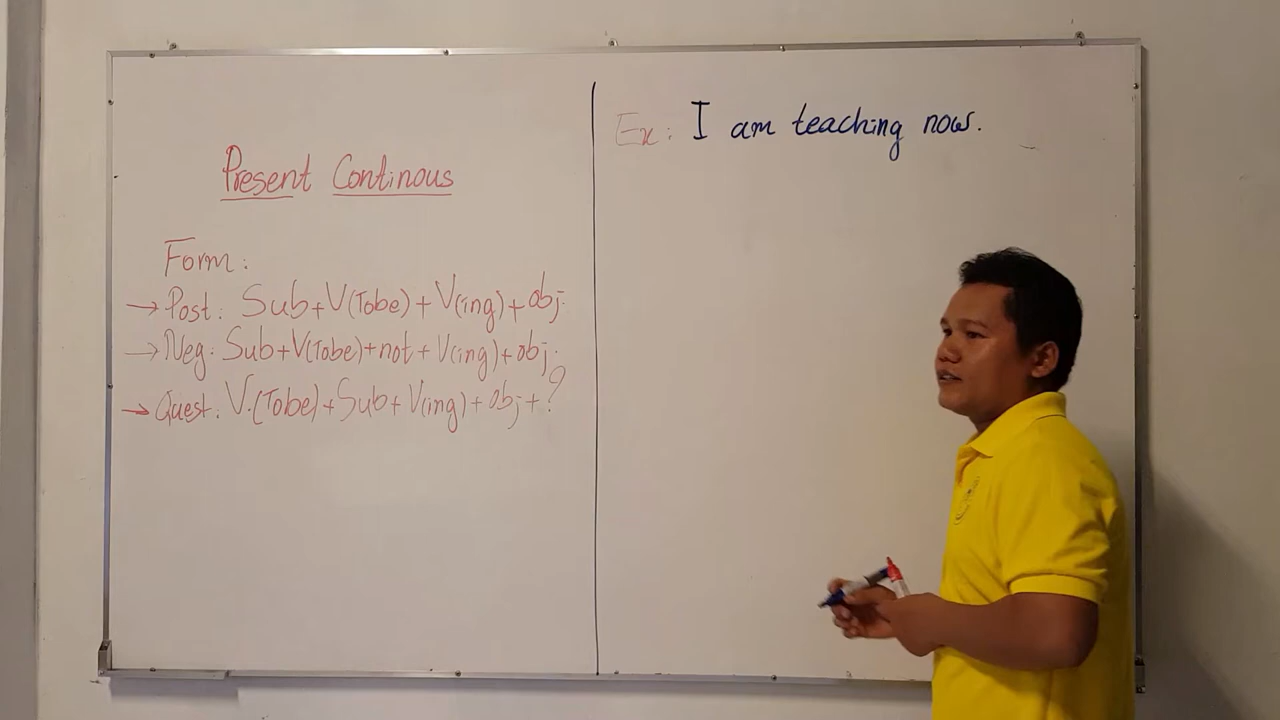 Present Continous
Form:
→ Post: Sub+V(Tobe)+V(ing)+obj.
→ Neg: Sub+V(Tobe)+not+V(ing)+obj.
→ Quest: V.(Tobe)+Sub+V(ing)+obj+?
Ex: I am teaching now.